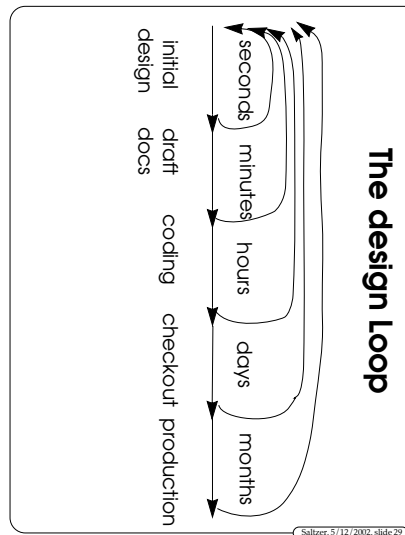 The design Loop
seconds minutes hours days months
initial design draft docs coding checkout production
Saltzer, 5/12/2002, slide 29